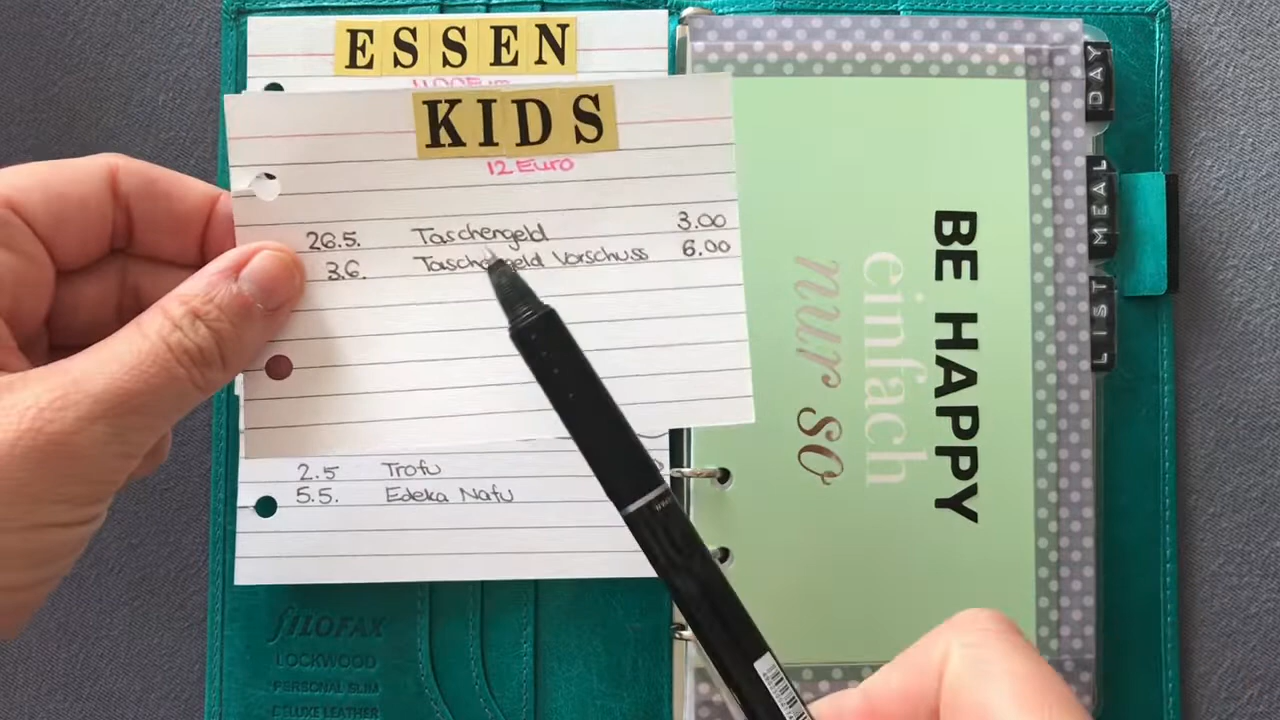 ESSEN
KIDS
12 Euro
26.5. Taschengeld 3.00
3.6. Taschengeld Vorschuss 6.00
2.5 Trofu
5.5. Edeka Nafu
fiLOFAX
LOCKWOOD
PERSONAL SLIM
DELUXE LEATHER
BE HAPPY
einfach
nur so
DAY
MEAL
LIST